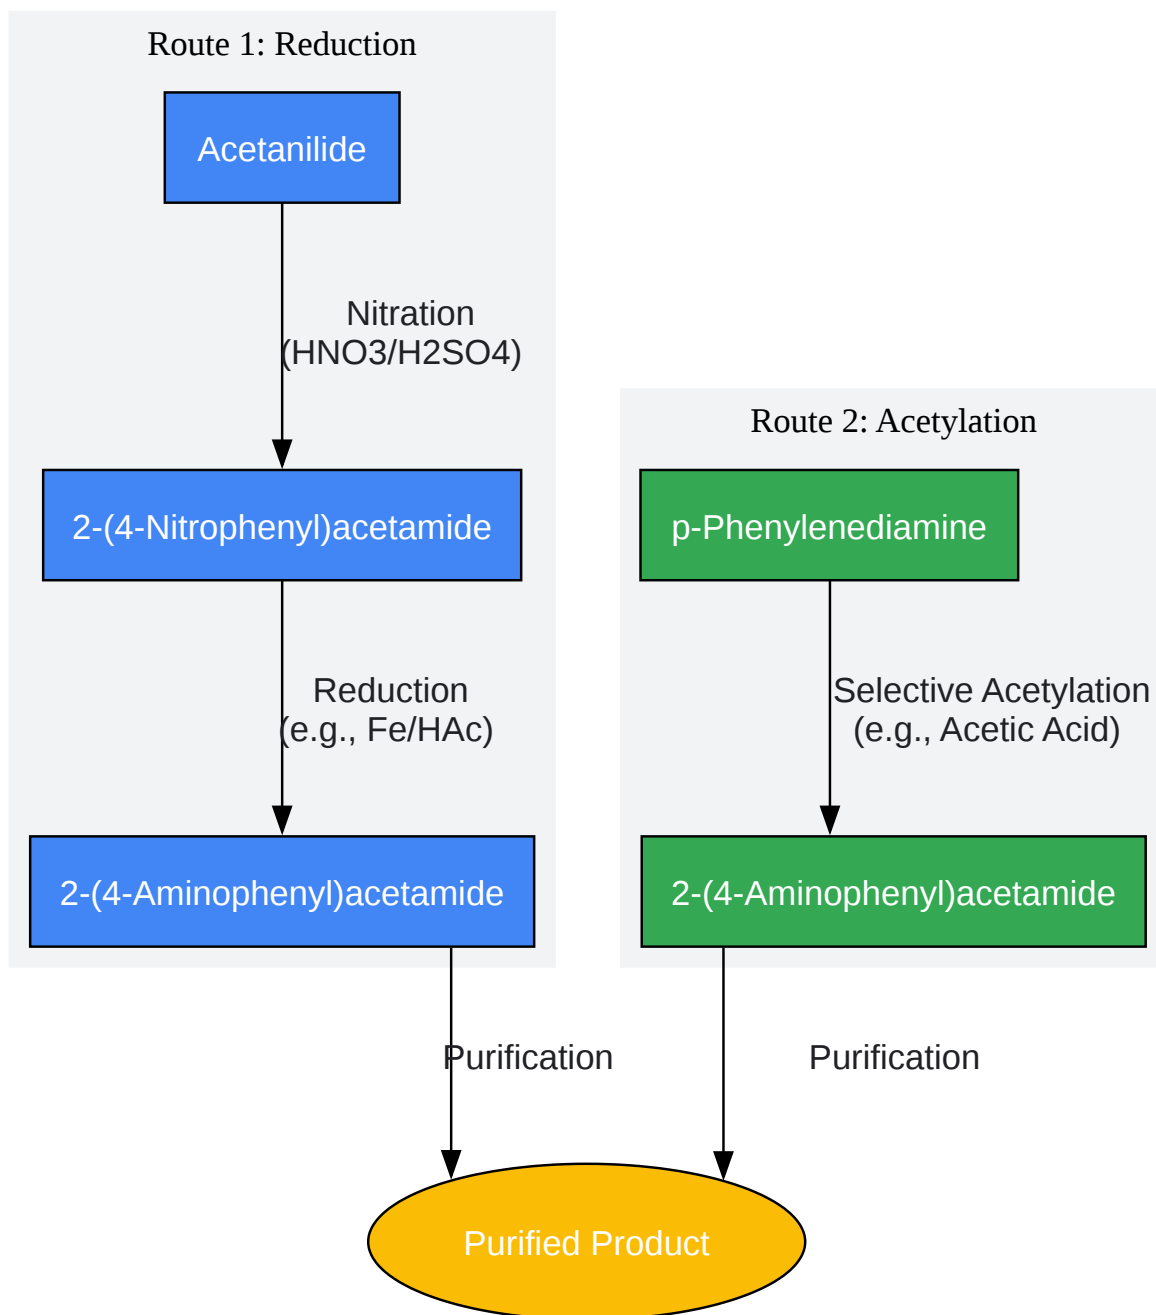 Route 1: Reduction
Acetanilide
Nitration
(HNO3/H2SO4)
2-(4-Nitrophenyl)acetamide
Reduction
(e.g., Fe/HAc)
2-(4-Aminophenyl)acetamide
Purification
Route 2: Acetylation
p-Phenylenediamine
Selective Acetylation
(e.g., Acetic Acid)
2-(4-Aminophenyl)acetamide
Purification
Purified Product